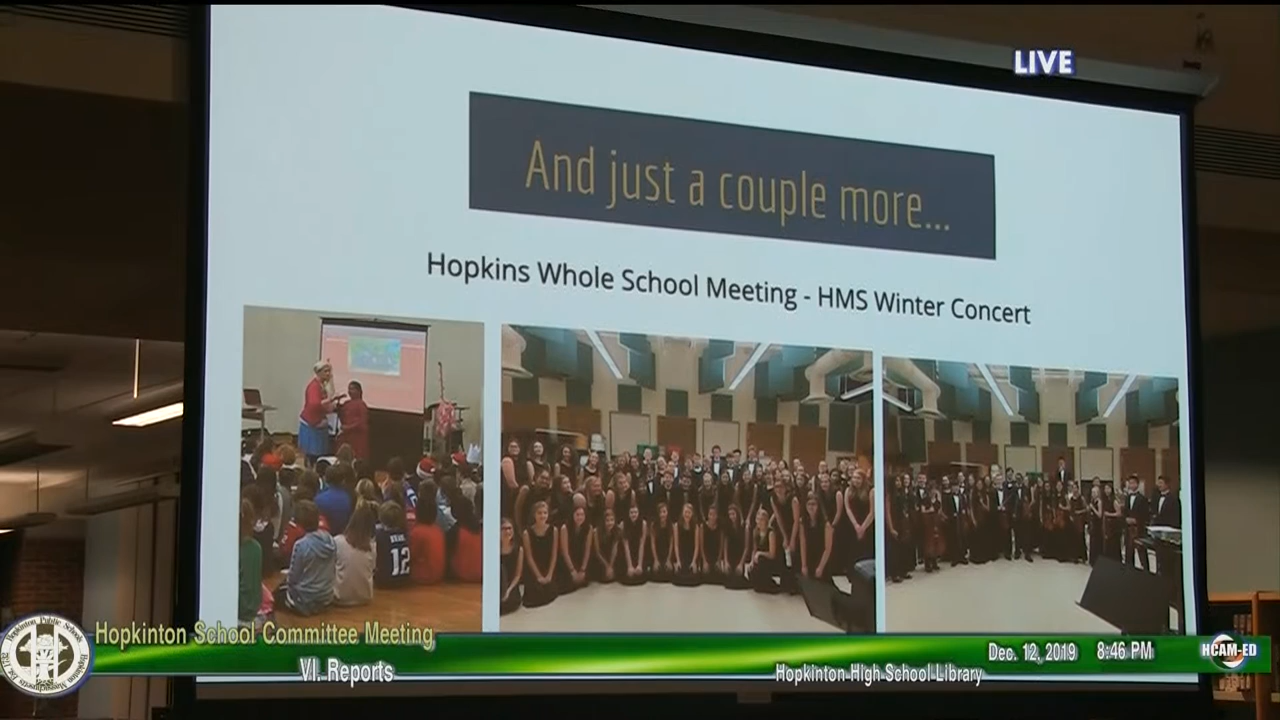 LIVE
And just a couple more...
Hopkins Whole School Meeting - HMS Winter Concert
12
Hopkinton School Committee Meeting
VI. Reports
Dec. 12, 2019 8:46 PM
Hopkinton High School Library
HCAM-ED